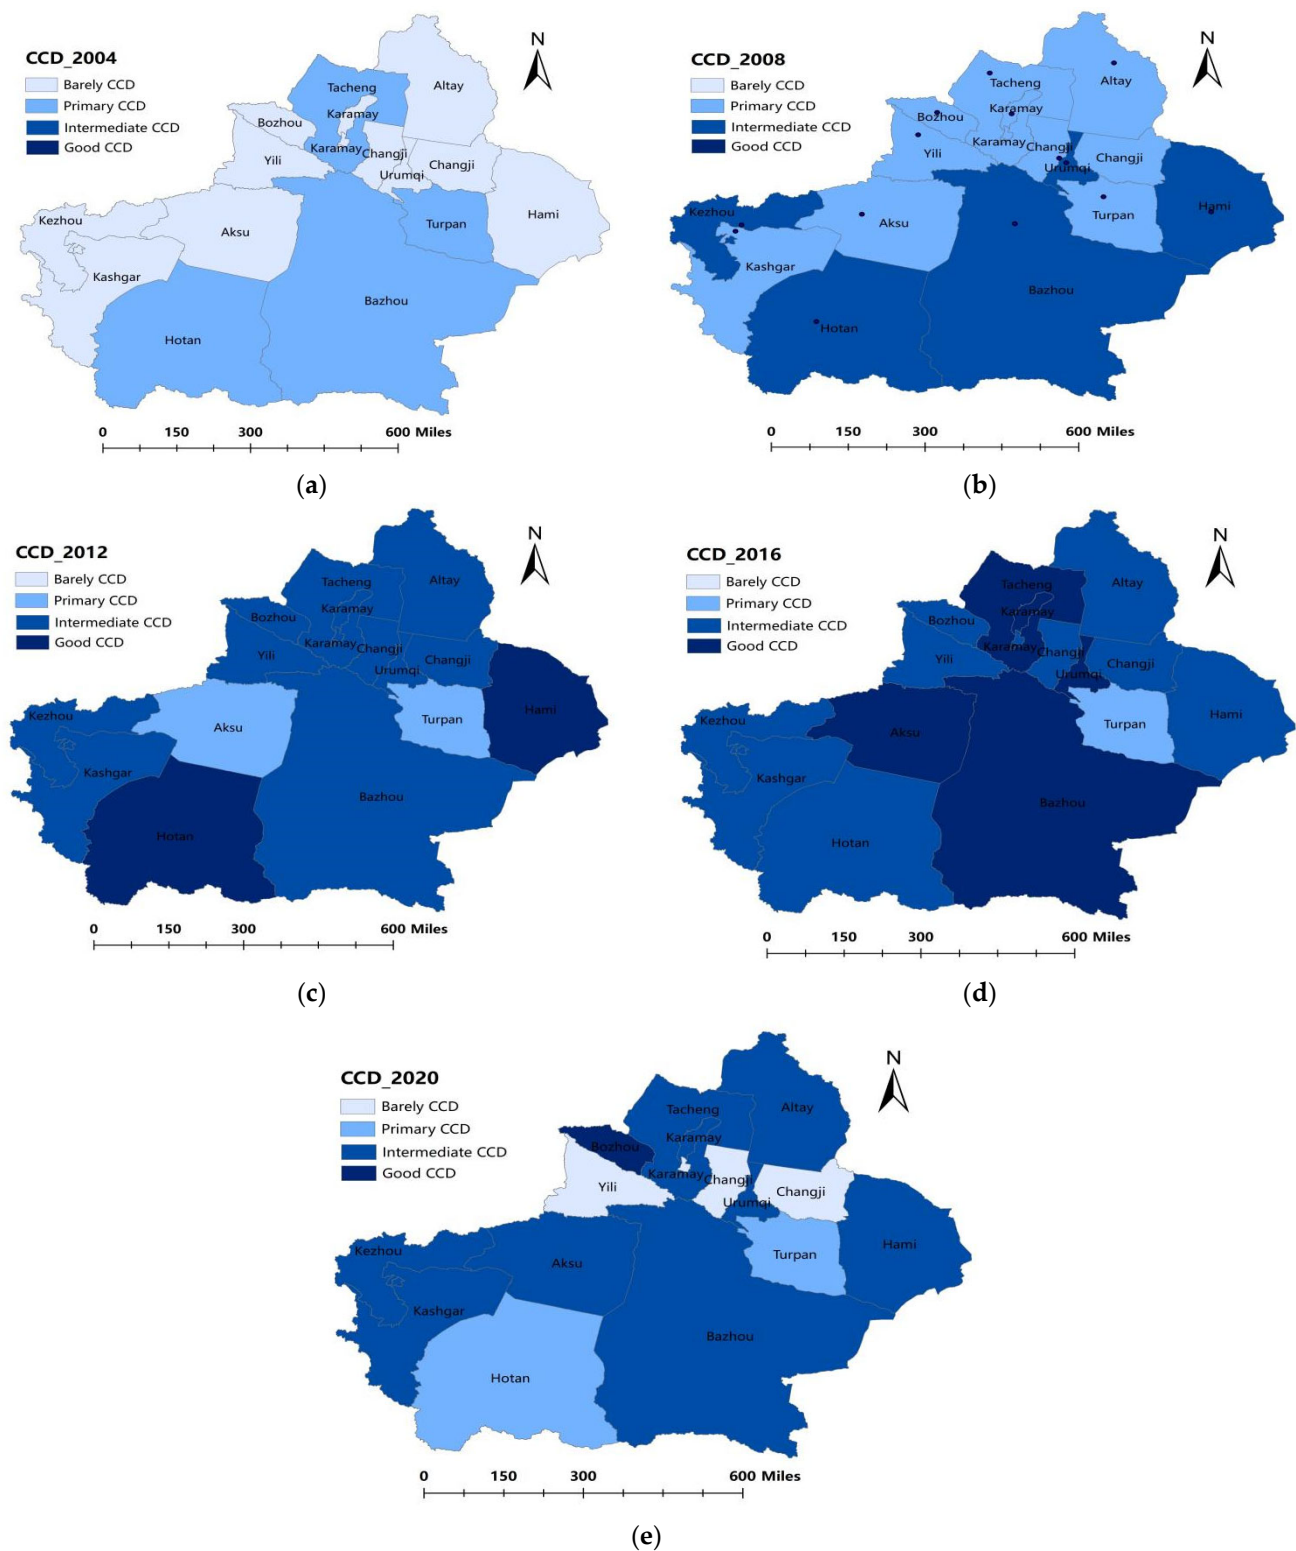 CCD_2004
Barely CCD
Primary CCD
Intermediate CCD
Good CCD
N
Altay
Tacheng
Karamay
Bozhou
Karamay
Changji
Yili
Changji
Urumqi
Kezhou
Aksu
Turpan
Hami
Kashgar
Bazhou
Hotan
0 150 300 600 Miles
(a)
CCD_2008
Barely CCD
Primary CCD
Intermediate CCD
Good CCD
N
Altay
Tacheng
Karamay
Bozhou
Karamay
Changji
Yili
Changji
Urumqi
Kezhou
Aksu
Turpan
Hami
Kashgar
Bazhou
Hotan
0 150 300 600 Miles
(b)
CCD_2012
Barely CCD
Primary CCD
Intermediate CCD
Good CCD
N
Altay
Tacheng
Karamay
Bozhou
Karamay
Changji
Yili
Changji
Urumqi
Kezhou
Aksu
Turpan
Hami
Kashgar
Bazhou
Hotan
0 150 300 600 Miles
(c)
CCD_2016
Barely CCD
Primary CCD
Intermediate CCD
Good CCD
N
Altay
Tacheng
Karamay
Bozhou
Karamay
Changji
Yili
Changji
Urumqi
Kezhou
Aksu
Turpan
Hami
Kashgar
Bazhou
Hotan
0 150 300 600 Miles
(d)
CCD_2020
Barely CCD
Primary CCD
Intermediate CCD
Good CCD
N
Altay
Tacheng
Karamay
Bozhou
Karamay
Changji
Yili
Changji
Urumqi
Kezhou
Aksu
Turpan
Hami
Kashgar
Bazhou
Hotan
0 150 300 600 Miles
(e)